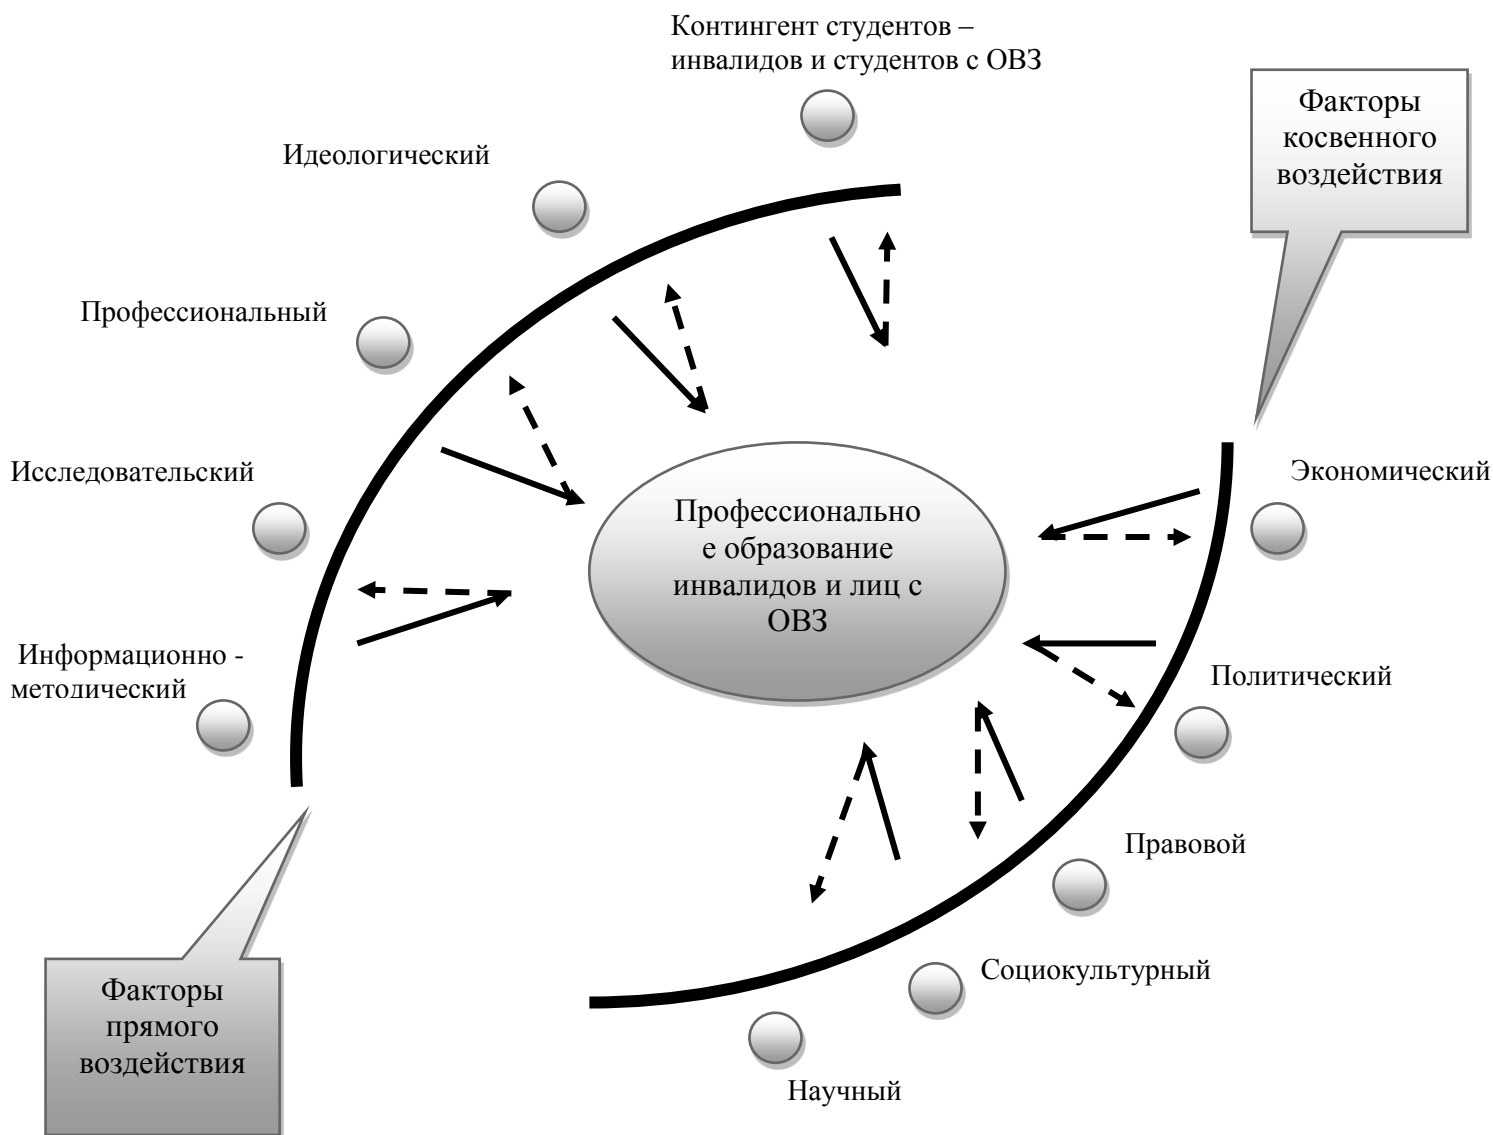 Контингент студентов –
инвалидов и студентов с ОВЗ
Факторы
косвенного
воздействия
Идеологический
Профессиональный
Исследовательский
Экономический
Профессионально
е образование
инвалидов и лиц с
ОВЗ
Информационно -
методический
Политический
Правовой
Социокультурный
Факторы
прямого
воздействия
Научный